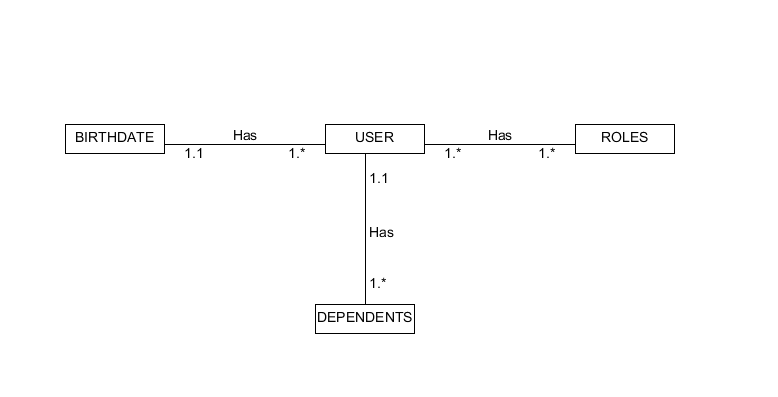 Has
Has
BIRTHDATE
USER
ROLES
1.1
1.*
1.*
1.*
1.1
Has
1.*
DEPENDENTS